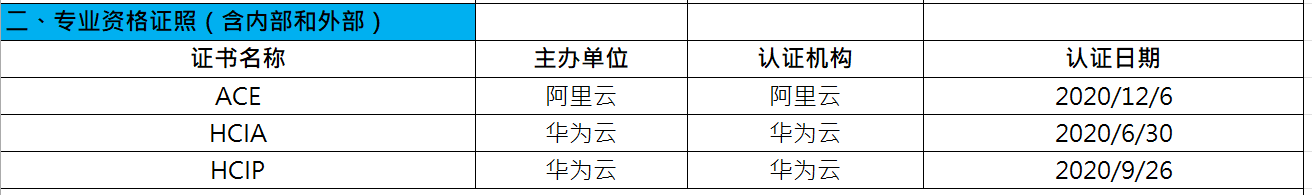 二、专业资格证照（含内部和外部）
证书名称 主办单位 认证机构 认证日期
ACE 阿里云 阿里云 2020/12/6
HCIA 华为云 华为云 2020/6/30
HCIP 华为云 华为云 2020/9/26